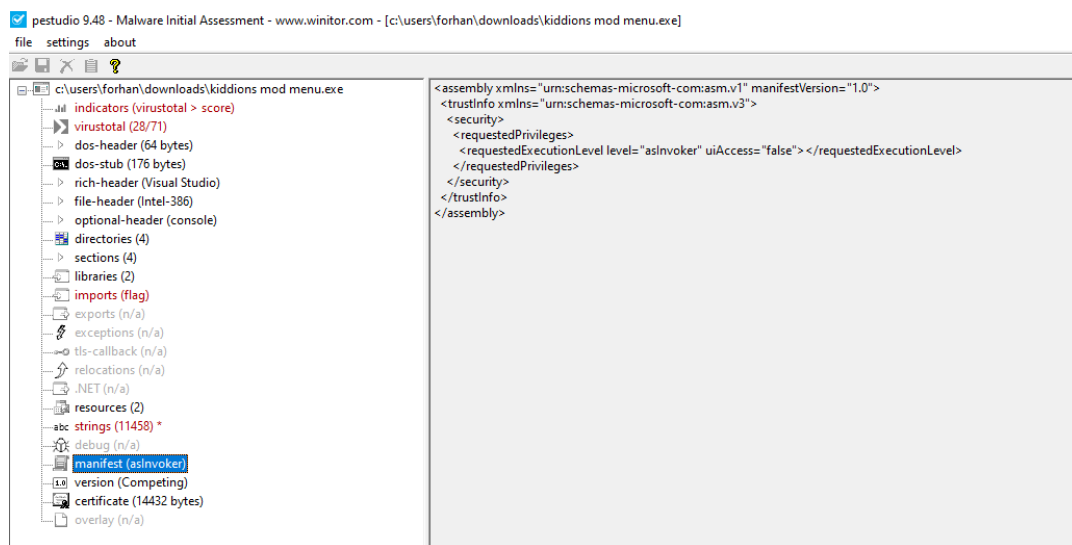 pestudio 9.48 - Malware Initial Assessment - www.winitor.com - [c:\users\forhan\downloads\kiddions mod menu.exe]
file settings about
c:\users\forhan\downloads\kiddions mod menu.exe
indicators (virustotal > score)
virustotal (28/71)
dos-header (64 bytes)
dos-stub (176 bytes)
rich-header (Visual Studio)
file-header (Intel-386)
optional-header (console)
directories (4)
sections (4)
libraries (2)
imports (flag)
exports (n/a)
exceptions (n/a)
tls-callback (n/a)
relocations (n/a)
.NET (n/a)
resources (2)
abc strings (11458) *
debug (n/a)
manifest (asInvoker)
1.0 version (Competing)
certificate (14432 bytes)
overlay (n/a)
<assembly xmlns="urn:schemas-microsoft-com:asm.v1" manifestVersion="1.0">
<trustInfo xmlns="urn:schemas-microsoft-com:asm.v3">
<security>
<requestedPrivileges>
<requestedExecutionLevel level="asInvoker" uiAccess="false"></requestedExecutionLevel>
</requestedPrivileges>
</security>
</trustInfo>
</assembly>